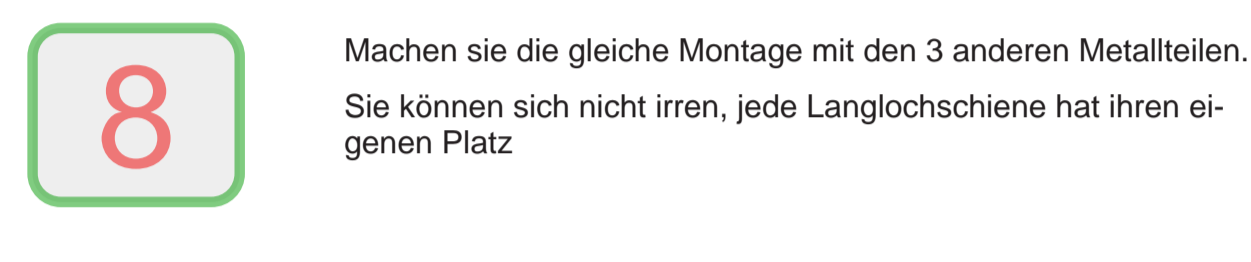 8
Machen sie die gleiche Montage mit den 3 anderen Metallteilen.
Sie können sich nicht irren, jede Langlochschiene hat ihren ei-
genen Platz